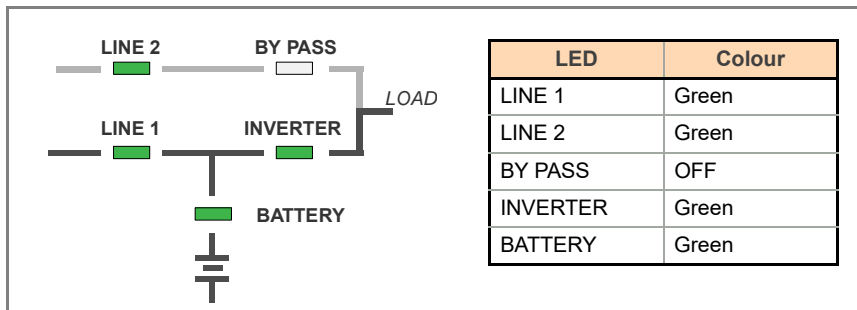 LINE 2 BY PASS
LOAD
LINE 1 INVERTER
BATTERY
LED Colour
LINE 1 Green
LINE 2 Green
BY PASS OFF
INVERTER Green
BATTERY Green